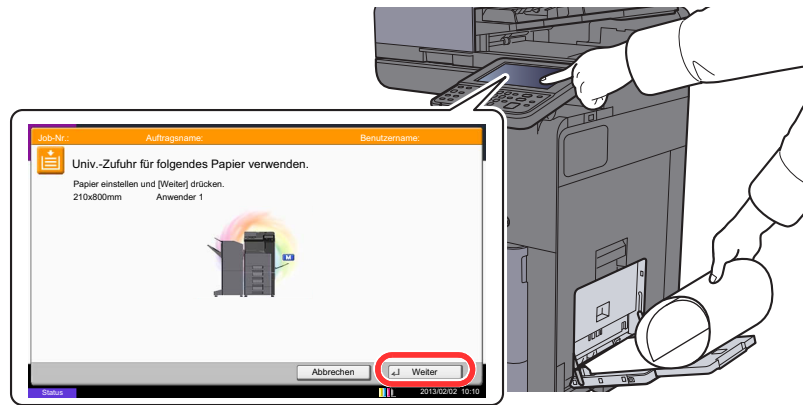 Job-Nr.: Auftragsname: Benutzername:
Univ.-Zufuhr für folgendes Papier verwenden.
Papier einstellen und [Weiter] drücken.
210x800mm Anwender 1
M
Abbrechen Weiter
Status 2013/02/02 10:10